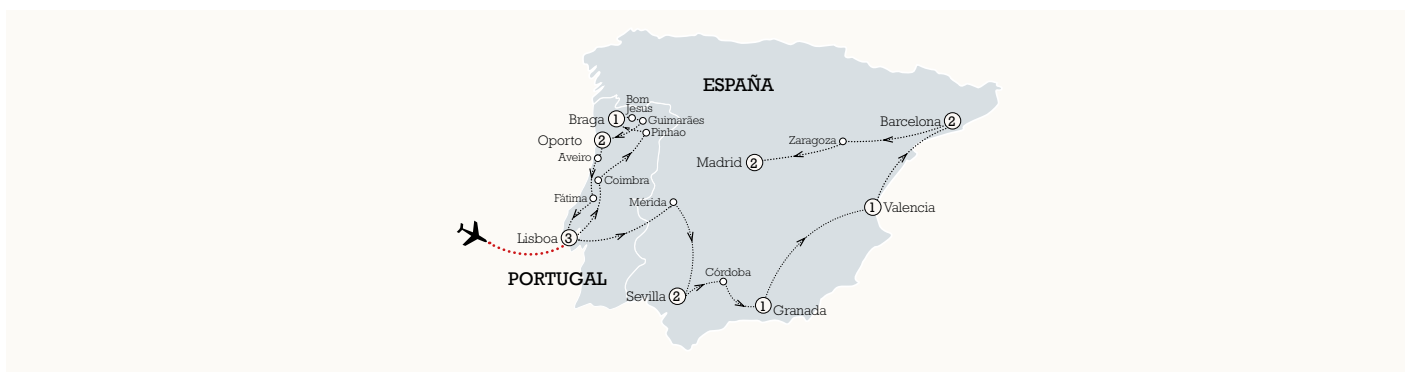 ESPAÑA
Bom
Jesús
Braga 1
Guimarães
Pinhao
Oporto 2
Aveiro
Coimbra
Fátima
Lisboa 3
PORTUGAL
Mérida
Sevilla 2
Córdoba
1 Granada
1 Valencia
Barcelona 2
Zaragoza
Madrid 2